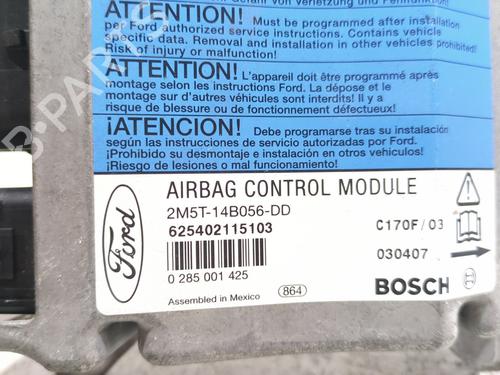 Verletzung und Fehlfunktion!
ATTENTION! Must be programmed after installation
per Ford authorized service instructions. Contains vehicle
specific data. Removal and installation in other vehicles prohibited!
Risk of injury or malfunction!
ATTENTION! L'appareil doit être programmé après
montage selon les instructions Ford. La dépose et le
montage sur d'autres véhicules sont interdits! Il y a
risque de blessure ou de fonctionnement défectueux!
¡ATENCION! Debe programarse tras su instalación
según las instrucciones de servicio autorizadas por Ford.
¡Prohibido su desmontaje e instalación en otros vehículos!
¡Riesgo de lesiones o mal funcionamiento!
Ford
AIRBAG CONTROL MODULE
2M5T-14B056-DD
625402115103
C170F/03
030407
0 285 001 425
BOSCH
Assembled in Mexico
864